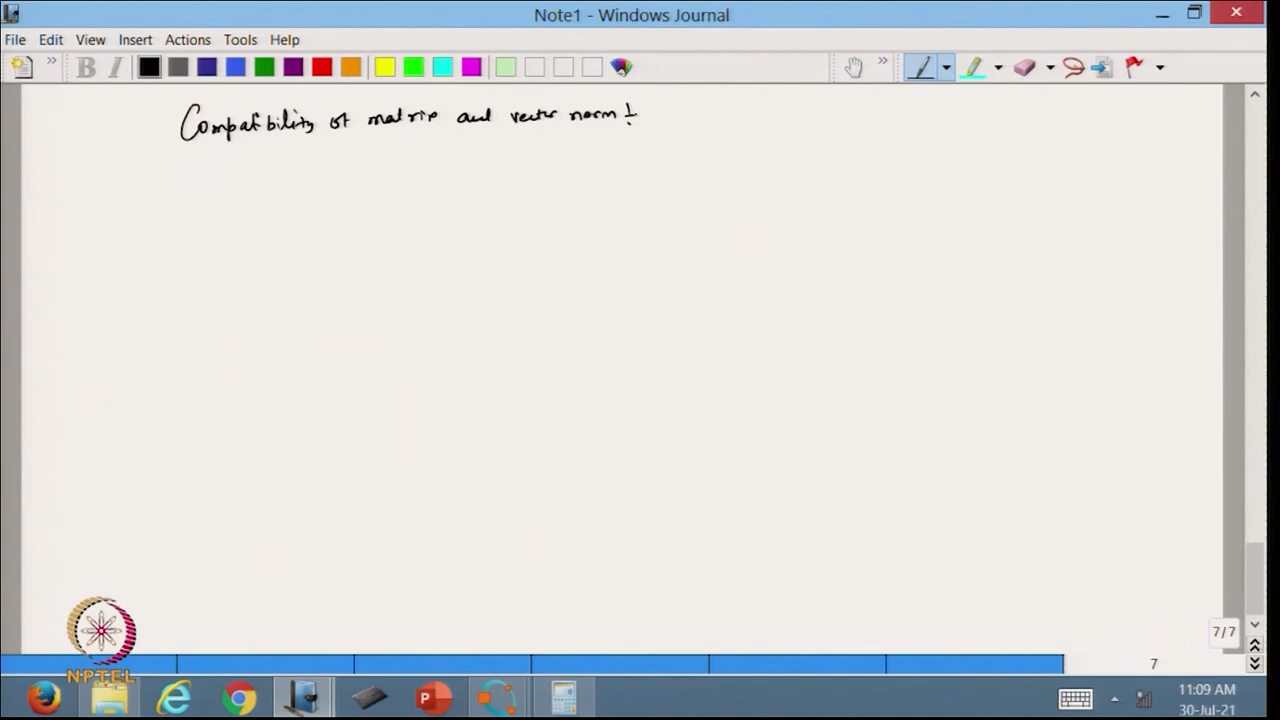 Note1 - Windows Journal
File Edit View Insert Actions Tools Help
B I
Compatibility of matrix and vector norm :-
7/7
7
NPTEL
11:09 AM
30-Jul-21